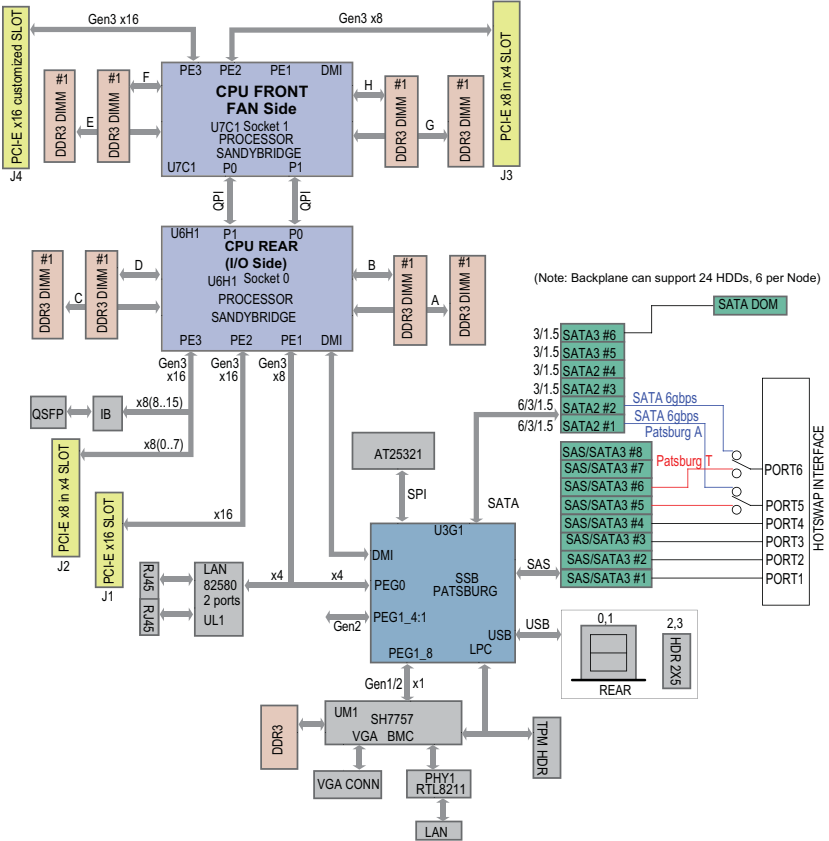 Gen3 x16
Gen3 x8
PCI-E x16 customized SLOT
J4
PCI-E x8 in x4 SLOT
J3
PE3 PE2 PE1 DMI
CPU FRONT
FAN Side
U7C1 Socket 1
PROCESSOR
SANDYBRIDGE
U7C1 P0 P1
#1
DDR3 DIMM
#1
DDR3 DIMM
F
E
H
G
#1
DDR3 DIMM
#1
DDR3 DIMM
QPI
QPI
U6H1 P1 P0
CPU REAR
(I/O Side)
U6H1 Socket 0
PROCESSOR
SANDYBRIDGE
PE3 PE2 PE1 DMI
#1
DDR3 DIMM
#1
DDR3 DIMM
D
C
B
A
#1
DDR3 DIMM
#1
DDR3 DIMM
Gen3
x16
Gen3
x16
Gen3
x8
QSFP
IB
x8(8..15)
x8(0..7)
PCI-E x8 in x4 SLOT
J2
PCI-E x16 SLOT
J1
x16
RJ45
RJ45
LAN
82580
2 ports
UL1
x4
x4
AT25321
SPI
SATA
U3G1
DMI
PEG0
SSB
PATSBURG
PEG1_4:1
Gen2
USB
LPC
PEG1_8
SAS
USB
Gen1/2 x1
UM1
SH7757
VGA BMC
DDR3
VGA CONN
PHY1
RTL8211
LAN
TPM HDR
(Note: Backplane can support 24 HDDs, 6 per Node)
SATA DOM
3/1.5 SATA3 #6
3/1.5 SATA3 #5
3/1.5 SATA2 #4
3/1.5 SATA2 #3
6/3/1.5 SATA2 #2
6/3/1.5 SATA2 #1
SATA 6gbps
SATA 6gbps
Patsburg A
Patsburg T
SAS/SATA3 #8
SAS/SATA3 #7
SAS/SATA3 #6
SAS/SATA3 #5
SAS/SATA3 #4
SAS/SATA3 #3
SAS/SATA3 #2
SAS/SATA3 #1
PORT6
PORT5
PORT4
PORT3
PORT2
PORT1
HOTSWAP INTERFACE
0,1
2,3
HDR 2X5
REAR